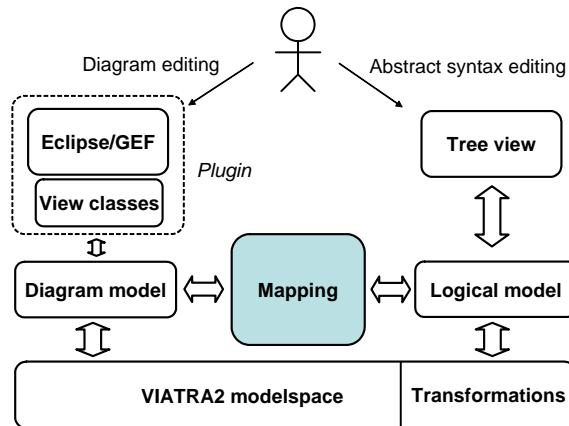 Diagram editing
Abstract syntax editing
Eclipse/GEF
Tree view
Plugin
View classes
Diagram model
Mapping
Logical model
VIATRA2 modelspace
Transformations